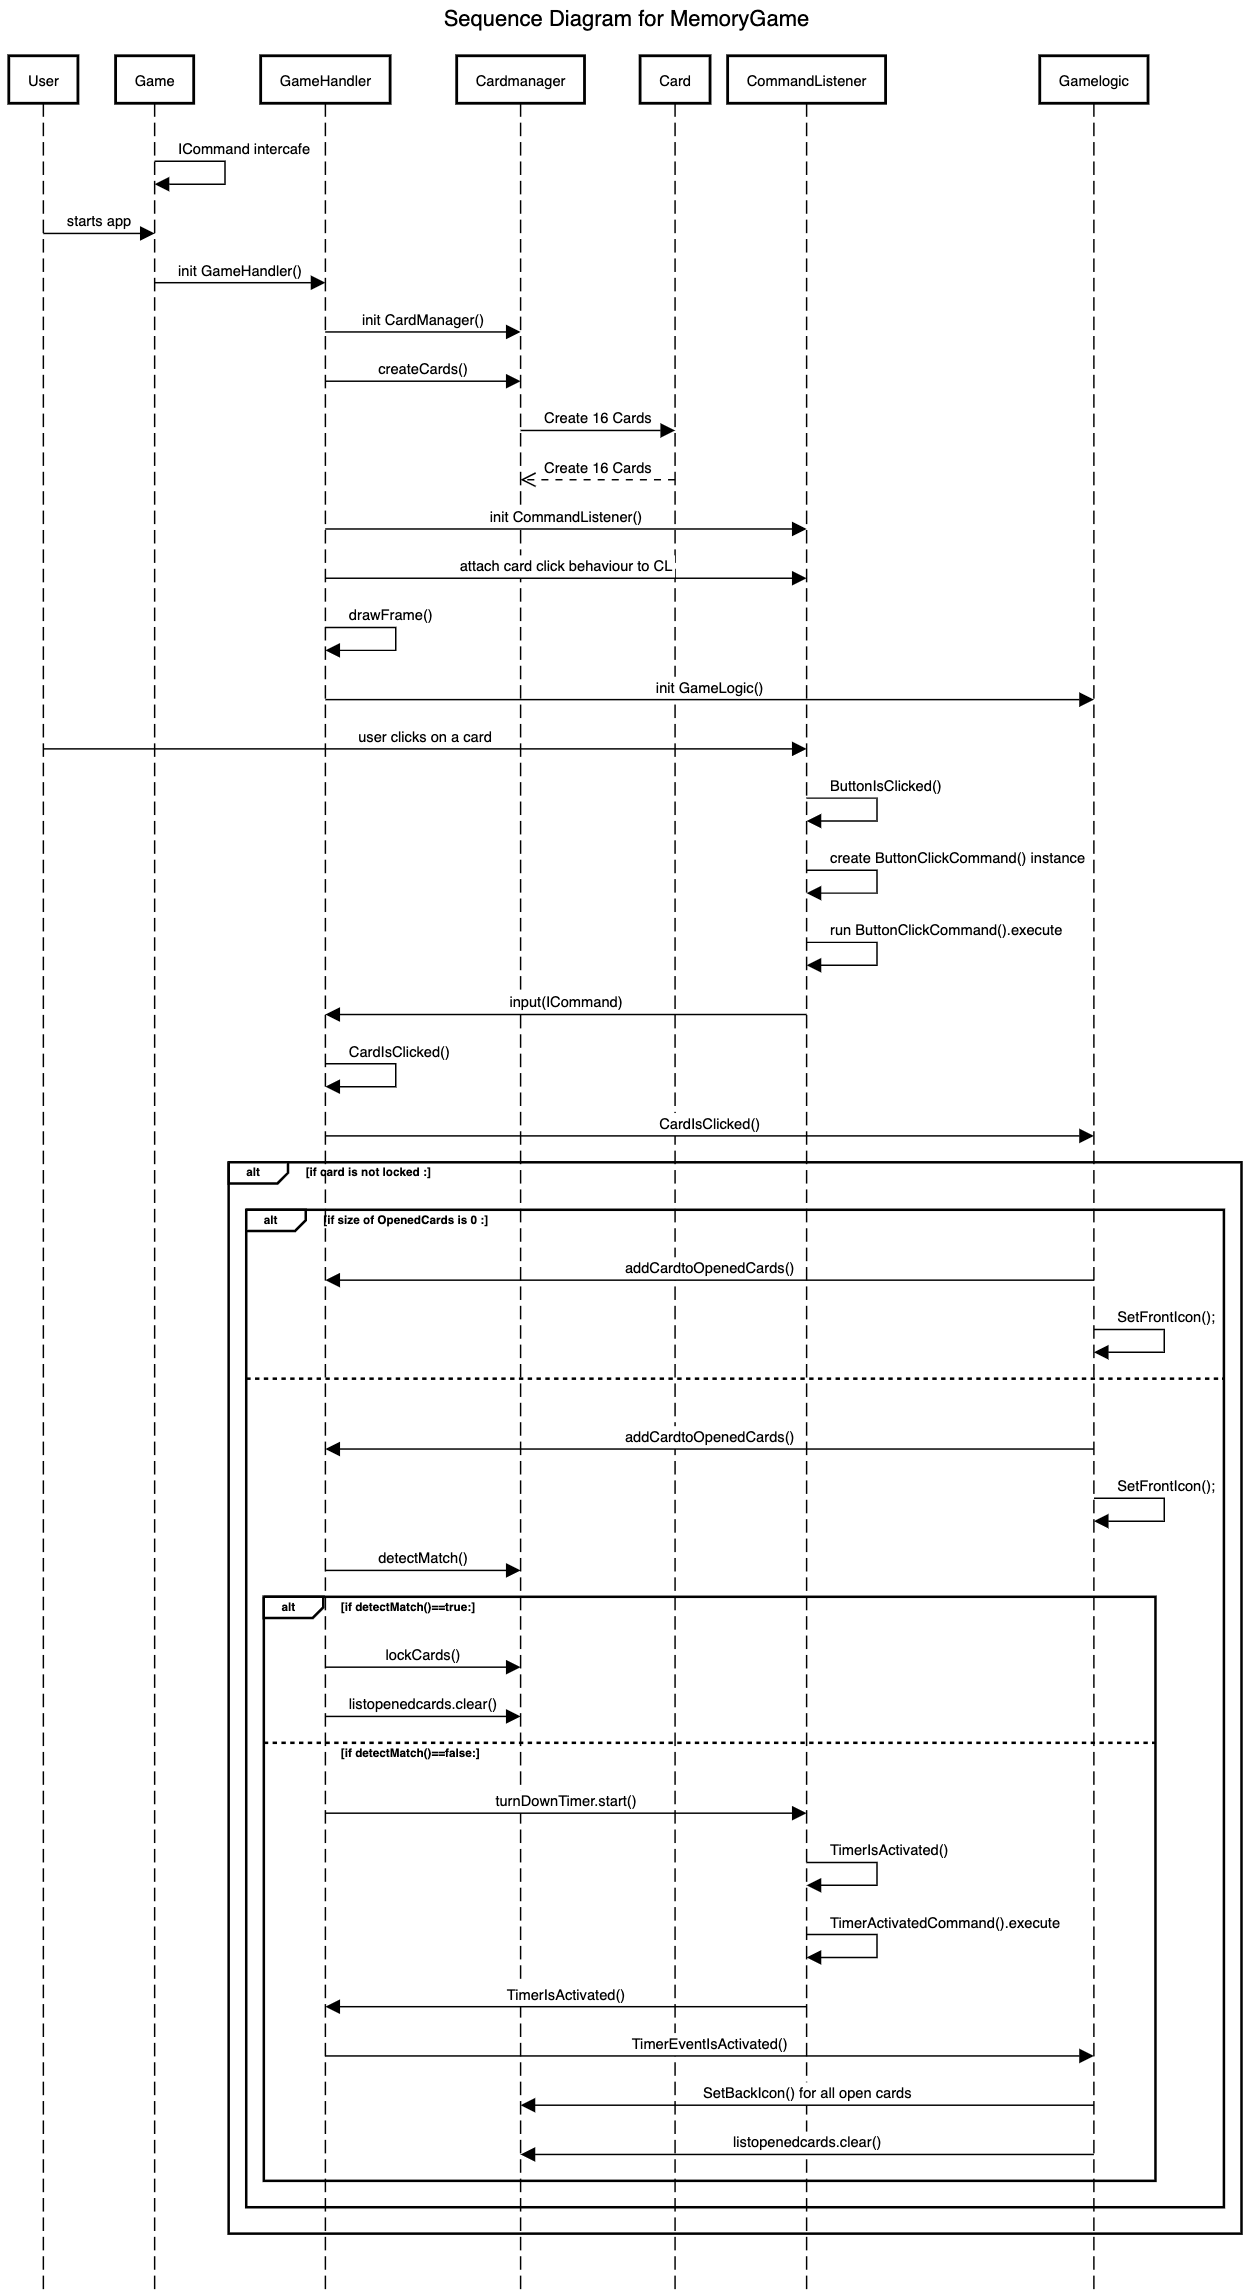 Sequence Diagram for MemoryGame
User
Game
GameHandler
Cardmanager
Card
CommandListener
Gamelogic
ICommand intercafe
starts app
init GameHandler()
init CardManager()
createCards()
Create 16 Cards
Create 16 Cards
init CommandListener()
attach card click behaviour to CL
drawFrame()
init GameLogic()
user clicks on a card
ButtonIsClicked()
create ButtonClickCommand() instance
run ButtonClickCommand().execute
input(ICommand)
CardIsClicked()
CardIsClicked()
alt [if card is not locked :]
alt [if size of OpenedCards is 0 :]
addCardtoOpenedCards()
SetFrontIcon();
addCardtoOpenedCards()
SetFrontIcon();
detectMatch()
alt [if detectMatch()==true:]
lockCards()
listopenedcards.clear()
[if detectMatch()==false:]
turnDownTimer.start()
TimerIsActivated()
TimerActivatedCommand().execute
TimerIsActivated()
TimerEventIsActivated()
SetBackIcon() for all open cards
listopenedcards.clear()